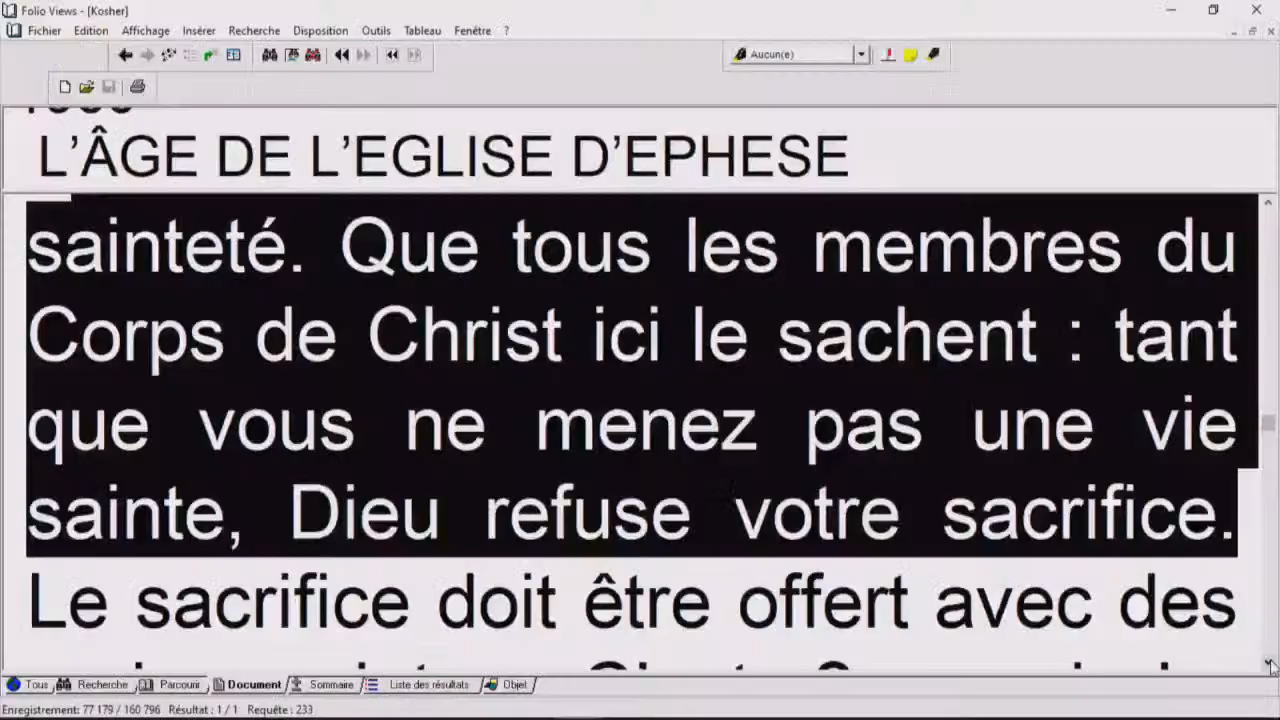 Folio Views - [Kosher]
Fichier Edition Affichage Insérer Recherche Disposition Outils Tableau Fenêtre ?
Aucun(e)
L’ÂGE DE L’EGLISE D’EPHESE
sainteté. Que tous les membres du
Corps de Christ ici le sachent : tant
que vous ne menez pas une vie
sainte, Dieu refuse votre sacrifice.
Le sacrifice doit être offert avec des
Tous Recherche Parcourir Document Sommaire Liste des résultats Objet
Enregistrement: 77 179 / 160 796 Résultat : 1 / 1 Requête : 233